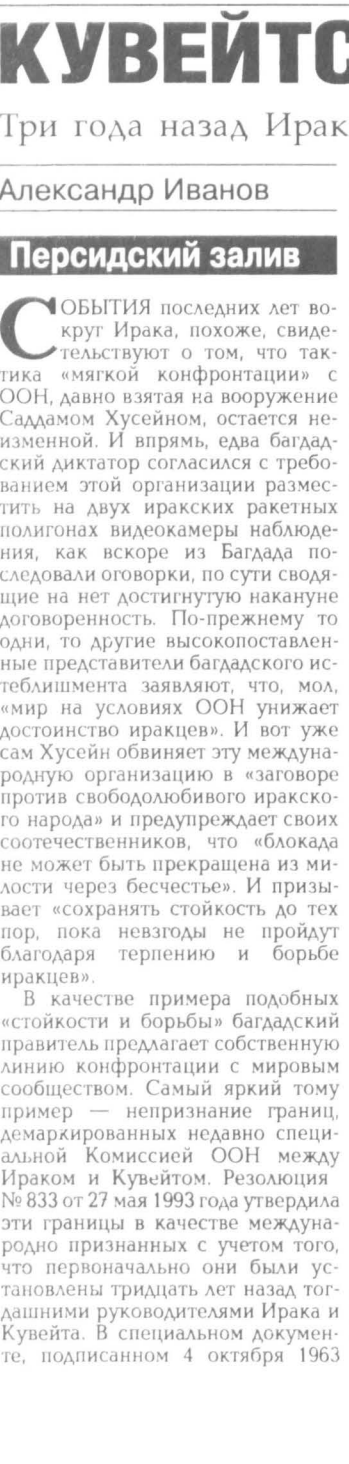 КУВЕЙТС
Три года назад Ирак
Александр Иванов
Персидский залив
СОБЫТИЯ последних лет во-
круг Ирака, похоже, свиде-
тельствуют о том, что так-
тика «мягкой конфронтации» с
ООН, давно взятая на вооружение
Саддамом Хусейном, остается не-
изменной. И впрямь, едва багдад-
ский диктатор согласился с требо-
ванием этой организации размес-
тить на двух иракских ракетных
полигонах видеокамеры наблюде-
ния, как вскоре из Багдада по-
следовали оговорки, по сути сводя-
щие на нет достигнутую накануне
договоренность. По-прежнему то
одни, то другие высокопоставлен-
ные представители багдадского ис-
теблишмента заявляют, что, мол,
«мир на условиях ООН унижает
достоинство иракцев». И вот уже
сам Хусейн обвиняет эту междуна-
родную организацию в «заговоре
против свободолюбивого иракско-
го народа» и предупреждает своих
соотечественников, что «блокада
не может быть прекращена из ми-
лости через бесчестье». И призы-
вает «сохранять стойкость до тех
пор, пока невзгоды не пройдут
благодаря терпению и борьбе
иракцев».
В качестве примера подобных
«стойкости и борьбы» багдадский
правитель предлагает собственную
линию конфронтации с мировым
сообществом. Самый яркий тому
пример — непризнание границ,
демаркированных недавно специ-
альной Комиссией ООН между
Ираком и Кувейтом. Резолюция
№ 833 от 27 мая 1993 года утвердила
эти границы в качестве междуна-
родно признанных с учетом того,
что первоначально они были ус-
тановлены тридцать лет назад тог-
дашними руководителями Ирака и
Кувейта. В специальном докумен-
те, подписанном 4 октября 1963